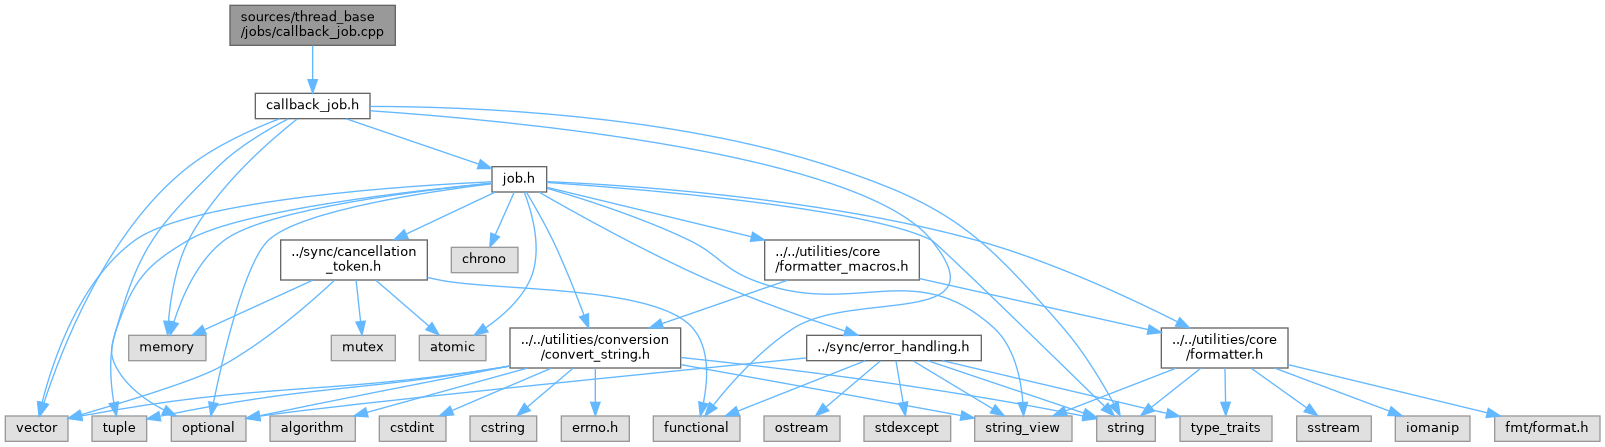 sources/thread_base
/jobs/callback_job.cpp
callback_job.h
job.h
../sync/cancellation
_token.h
chrono
../../utilities/core
/formatter_macros.h
memory
mutex
atomic
../../utilities/conversion
/convert_string.h
../sync/error_handling.h
../../utilities/core
/formatter.h
vector
tuple
optional
algorithm
cstdint
cstring
errno.h
functional
ostream
stdexcept
string_view
string
type_traits
sstream
iomanip
fmt/format.h